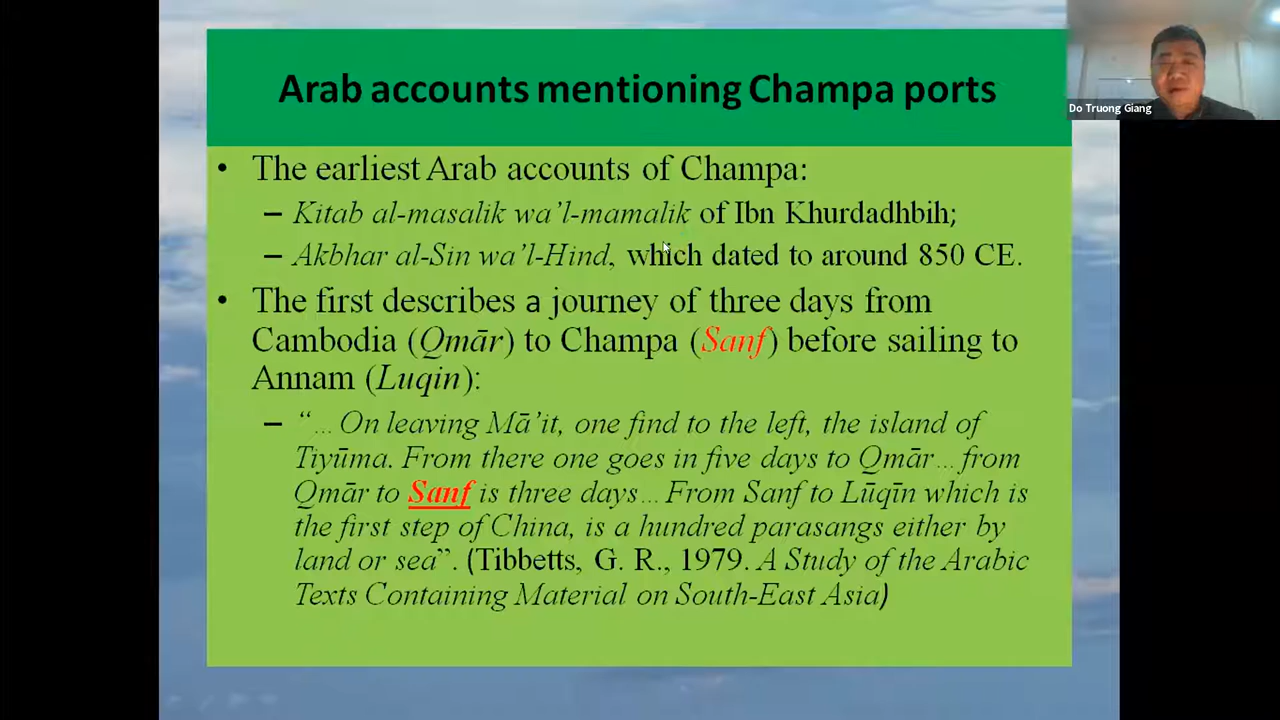 Arab accounts mentioning Champa ports
Do Truong Giang
• The earliest Arab accounts of Champa:
– Kitab al-masalik wa’l-mamalik of Ibn Khurdadhbih;
– Akbhar al-Sin wa’l-Hind, which dated to around 850 CE.
• The first describes a journey of three days from
Cambodia (Qmār) to Champa (Sanf) before sailing to
Annam (Luqin):
– “… On leaving Mā’it, one find to the left, the island of
Tiyūma. From there one goes in five days to Qmār… from
Qmār to Sanf is three days… From Sanf to Lūqīn which is
the first step of China, is a hundred parasangs either by
land or sea”. (Tibbetts, G. R., 1979. A Study of the Arabic
Texts Containing Material on South-East Asia)